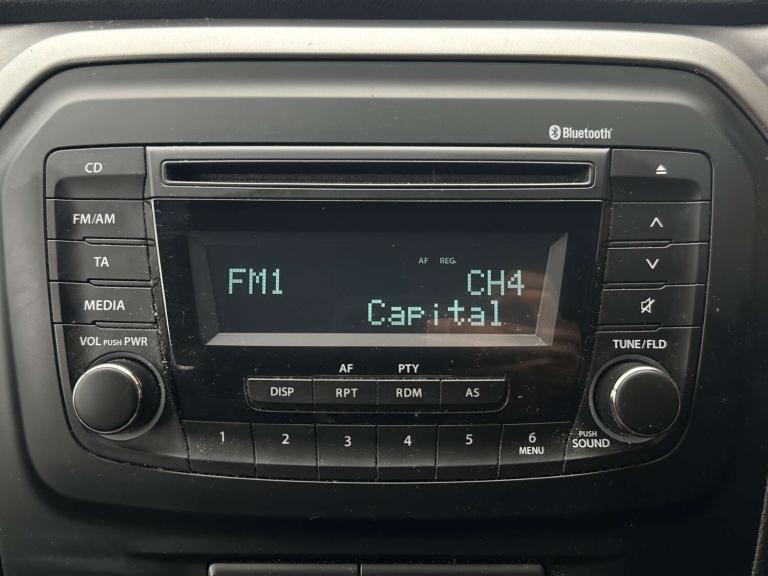 Bluetooth
CD
FM/AM
TA
MEDIA
VOL PUSH PWR
AF REG
FM1 CH4
Capital
TUNE/FLD
AF PTY
DISP RPT RDM AS
1 2 3 4 5 6
MENU
PUSH
SOUND